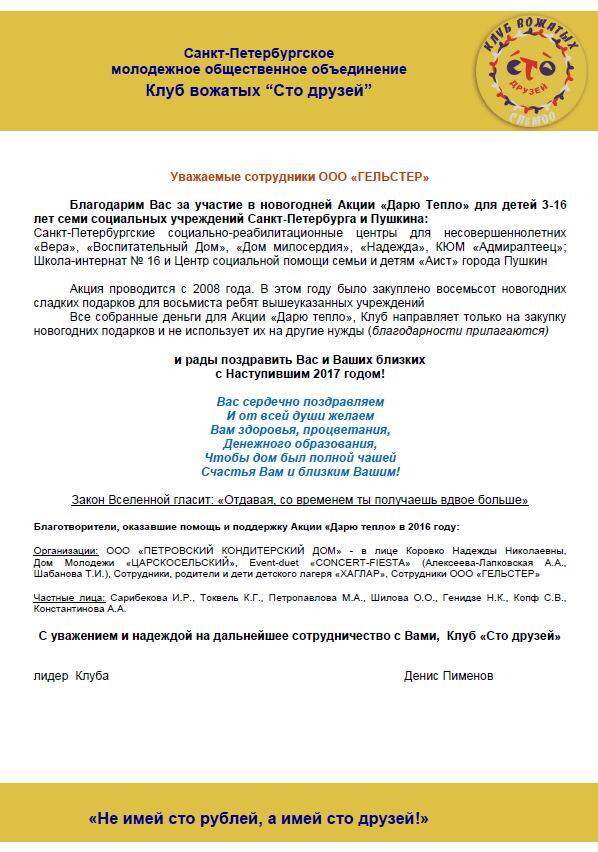 Санкт-Петербургское
молодежное общественное объединение
Клуб вожатых “Сто друзей”
КЛУБ ВОЖАТЫХ
СТО
ДРУЗЕЙ
СПбМОО
Уважаемые сотрудники ООО «ГЕЛЬСТЕР»
Благодарим Вас за участие в новогодней Акции «Дарю Тепло» для детей 3-16
лет семи социальных учреждений Санкт-Петербурга и Пушкина:
Санкт-Петербургские социально-реабилитационные центры для несовершеннолетних
«Вера», «Воспитательный Дом», «Дом милосердия», «Надежда», КЮМ «Адмиралтеец»;
Школа-интернат № 16 и Центр социальной помощи семьи и детям «Аист» города Пушкин
Акция проводится с 2008 года. В этом году было закуплено восемьсот новогодних
сладких подарков для восьмиста ребят вышеуказанных учреждений
Все собранные деньги для Акции «Дарю тепло», Клуб направляет только на закупку
новогодних подарков и не использует их на другие нужды (благодарности прилагаются)
и рады поздравить Вас и Ваших близких
с Наступившим 2017 годом!
Вас сердечно поздравляем
И от всей души желаем
Вам здоровья, процветания,
Денежного образования,
Чтобы дом был полной чашей
Счастья Вам и близким Вашим!
Закон Вселенной гласит: «Отдавая, со временем ты получаешь вдвое больше»
Благотворители, оказавшие помощь и поддержку Акции «Дарю тепло» в 2016 году:
Организации: ООО «ПЕТРОВСКИЙ КОНДИТЕРСКИЙ ДОМ» - в лице Коровко Надежды Николаевны,
Дом Молодежи «ЦАРСКОСЕЛЬСКИЙ», Event-duet «CONCERT-FIESTA» (Алексеева-Лапковская А.А.,
Шабанова Т.И.), Сотрудники, родители и дети детского лагеря «ХАГЛАР», Сотрудники ООО «ГЕЛЬСТЕР»
Частные лица: Сарибекова И.Р., Токвель К.Г., Петропавлова М.А., Шилова О.О., Генидзе Н.К., Копф С.В.,
Константинова А.А.
С уважением и надеждой на дальнейшее сотрудничество с Вами, Клуб «Сто друзей»
лидер Клуба Денис Пименов
«Не имей сто рублей, а имей сто друзей!»